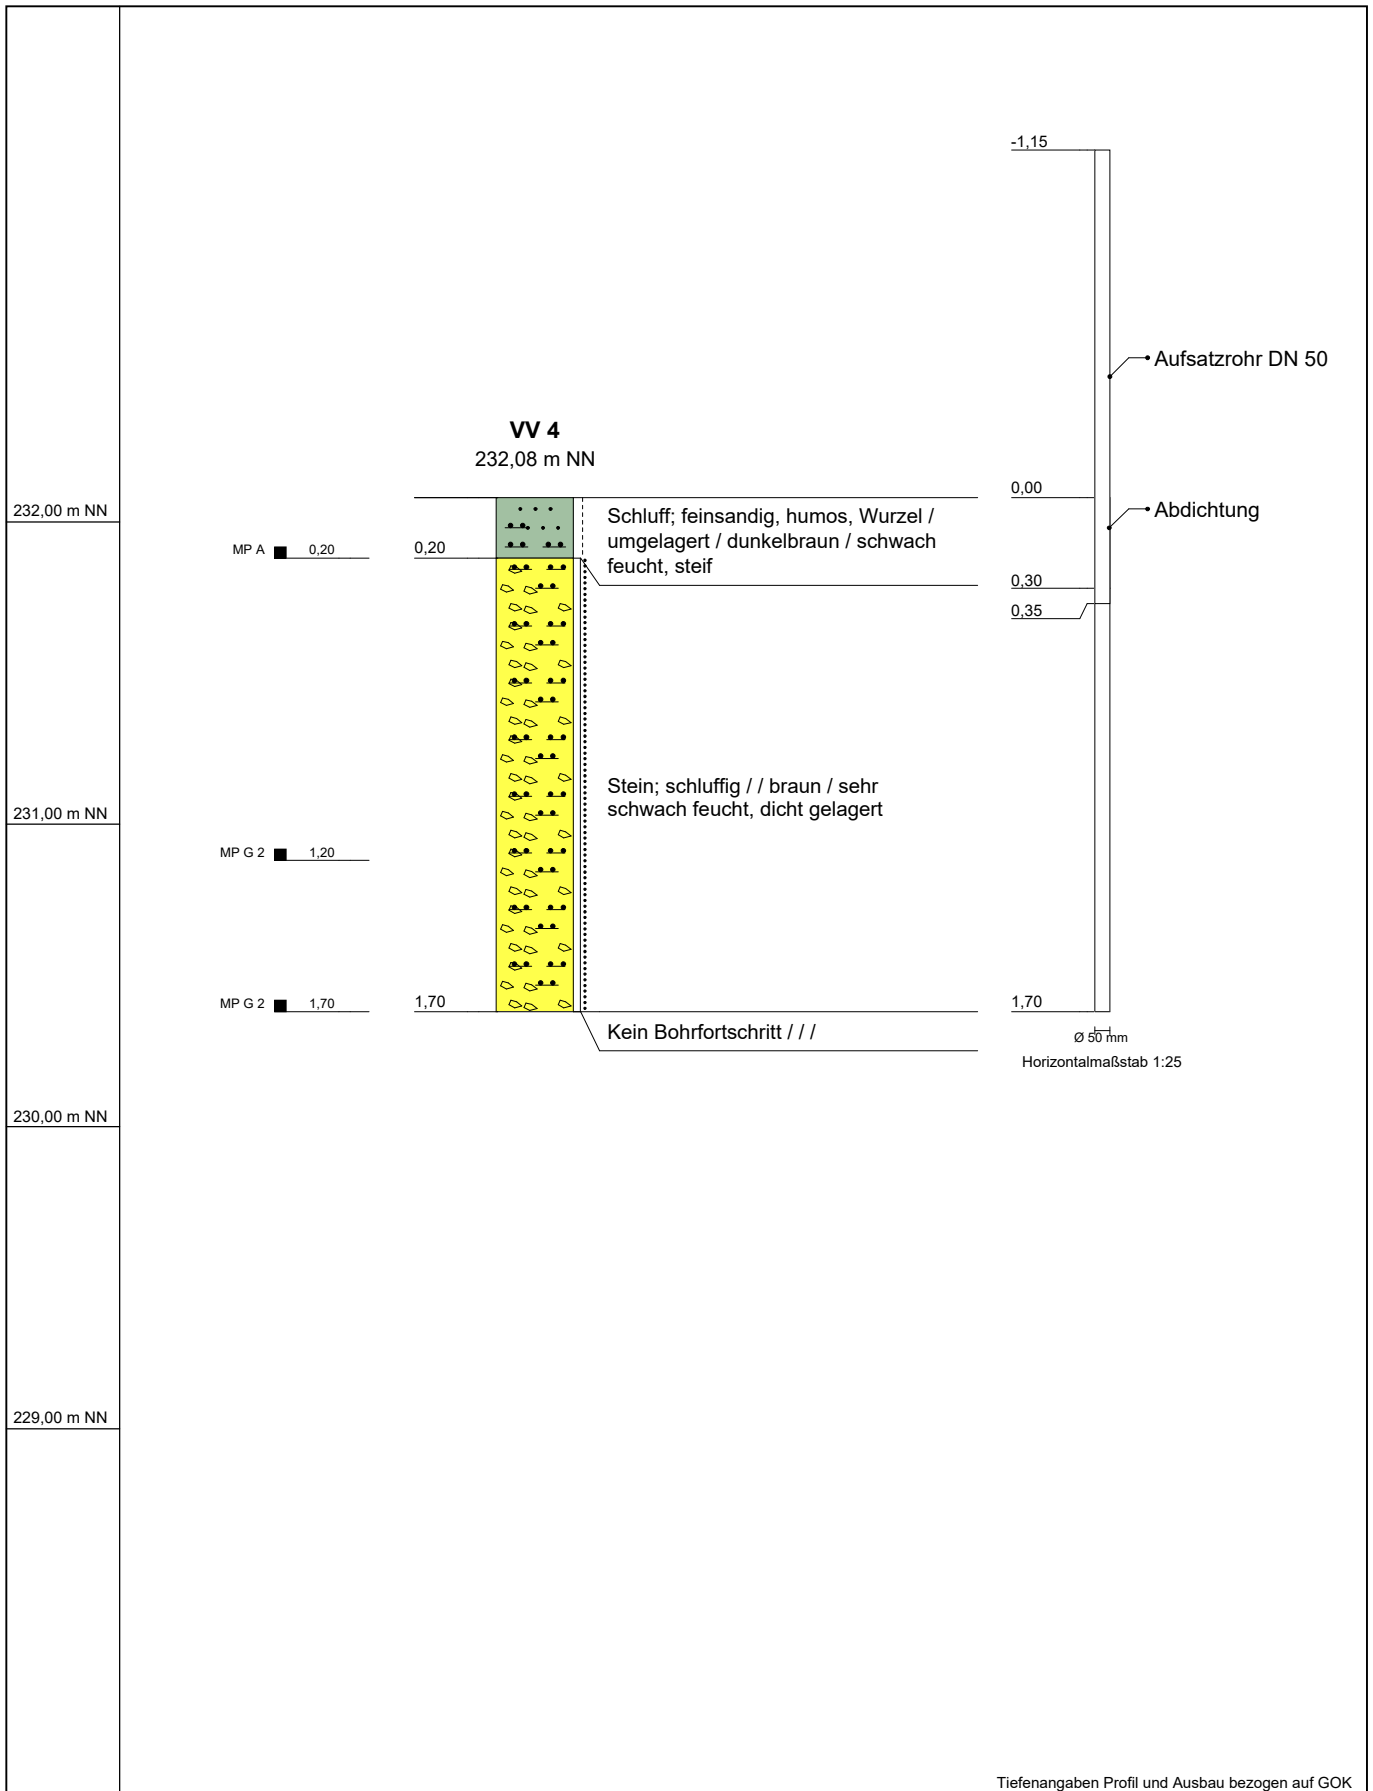 -1,15
Aufsatzrohr DN 50
VV 4
232,08 m NN
0,00
232,00 m NN
Abdichtung
Schluff; feinsandig, humos, Wurzel /
umgelagert / dunkelbraun / schwach
feucht, steif
MP A 0,20
0,20
0,30
0,35
Stein; schluffig / / braun / sehr
schwach feucht, dicht gelagert
231,00 m NN
MP G 2 1,20
MP G 2 1,70
1,70
1,70
Kein Bohrfortschritt / / /
Ø 50 mm
Horizontalmaßstab 1:25
230,00 m NN
229,00 m NN
Tiefenangaben Profil und Ausbau bezogen auf GOK